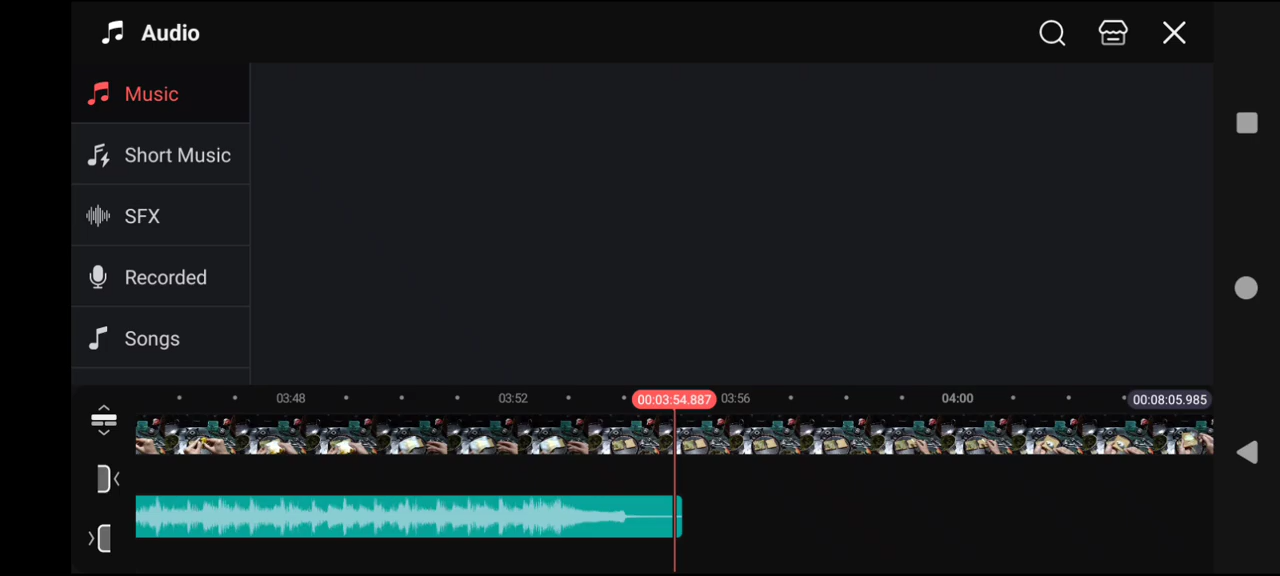 Audio
Music
Short Music
SFX
Recorded
Songs
03:48
03:52
00:03:54.887
03:56
04:00
00:08:05.985